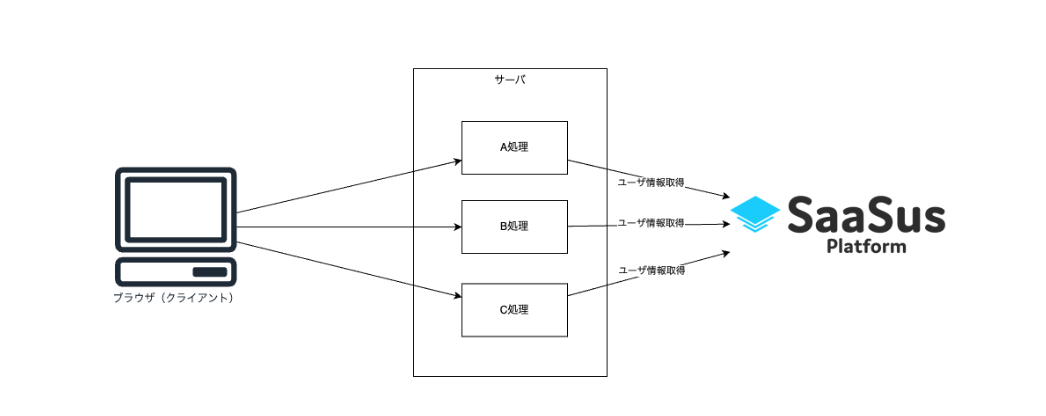 サーバ
A処理
B処理
C処理
ブラウザ（クライアント）
ユーザ情報取得
ユーザ情報取得
ユーザ情報取得
SaaSus
Platform